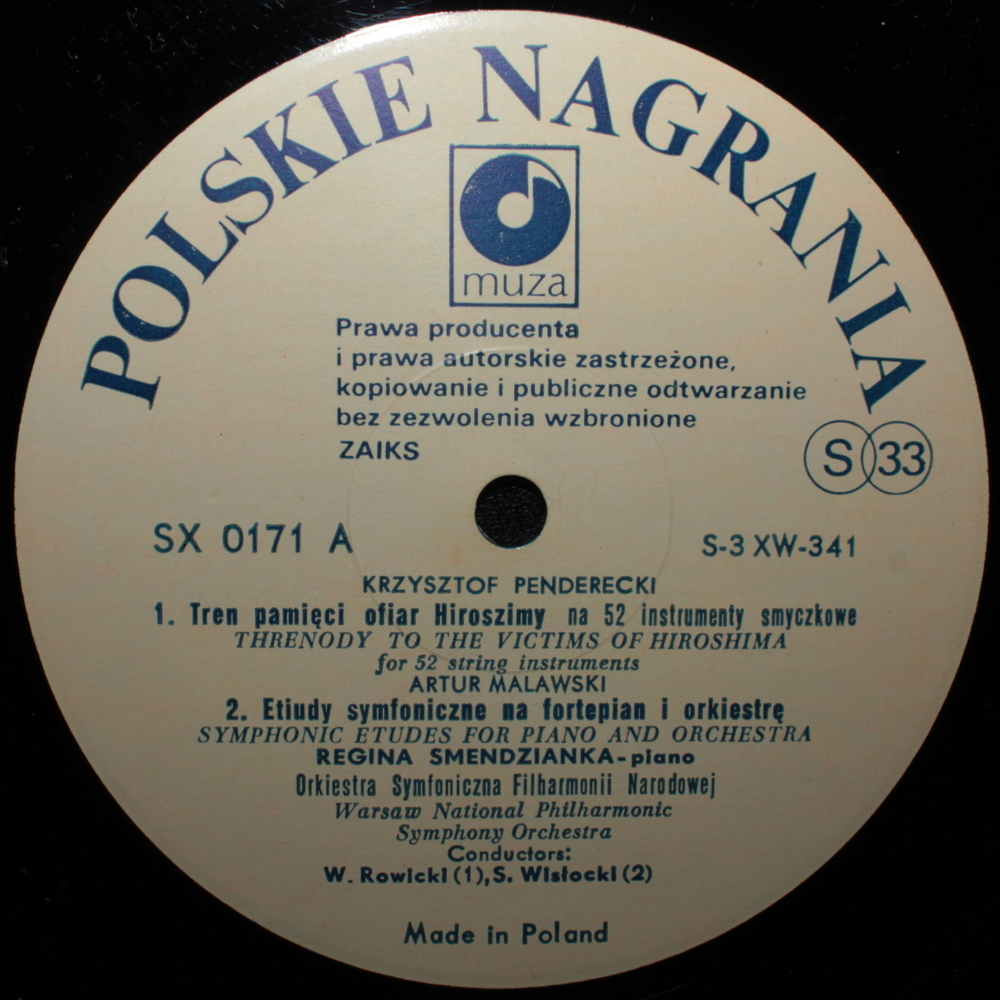 POLSKIE NAGRANIA
muza
Prawa producenta
i prawa autorskie zastrzeżone,
kopiowanie i publiczne odtwarzanie
bez zezwolenia wzbronione
ZAIKS
S 33
SX 0171 A
S-3 XW-341
KRZYSZTOF PENDERECKI
1. Tren pamięci ofiar Hiroszimy na 52 instrumenty smyczkowe
THRENODY TO THE VICTIMS OF HIROSHIMA
for 52 string instruments
ARTUR MALAWSKI
2. Etiudy symfoniczne na fortepian i orkiestrę
SYMPHONIC ETUDES FOR PIANO AND ORCHESTRA
REGINA SMENDZIANKA-piano
Orkiestra Symfoniczna Filharmonii Narodowej
Warsaw National Philharmonic
Symphony Orchestra
Conductors:
W. Rowicki (1), S. Wisłocki (2)
Made in Poland